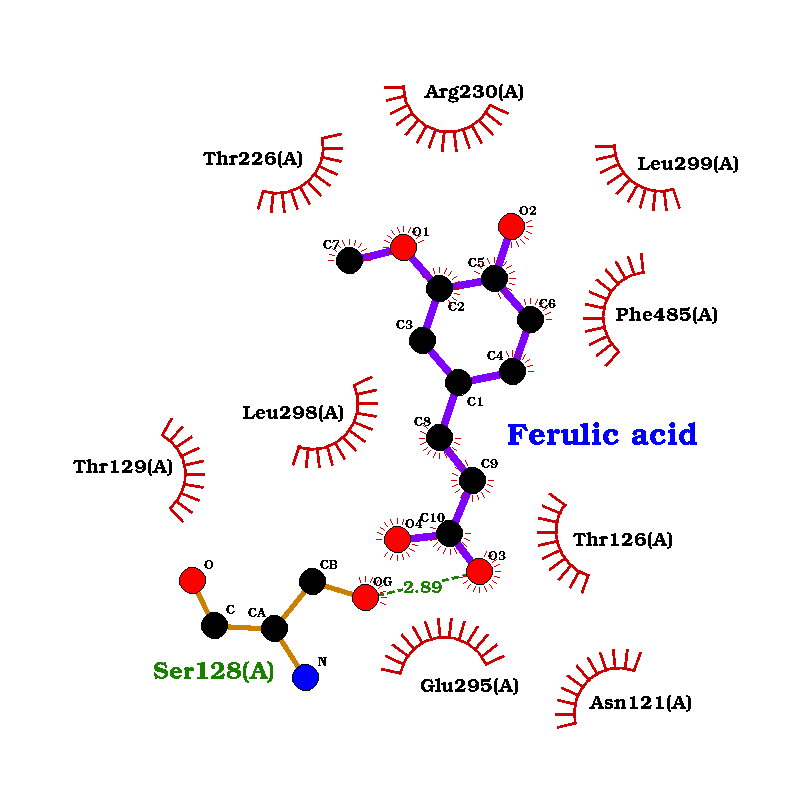 Arg230(A)
Thr226(A)
Leu299(A)
O2
O1
C7
C5
C2
C6
Phe485(A)
C3
C4
C1
Leu298(A)
C8
Ferulic acid
Thr129(A)
C9
C10
O4
Thr126(A)
O3
O
CB
OG
2.89
C
CA
N
Ser128(A)
Glu295(A)
Asn121(A)